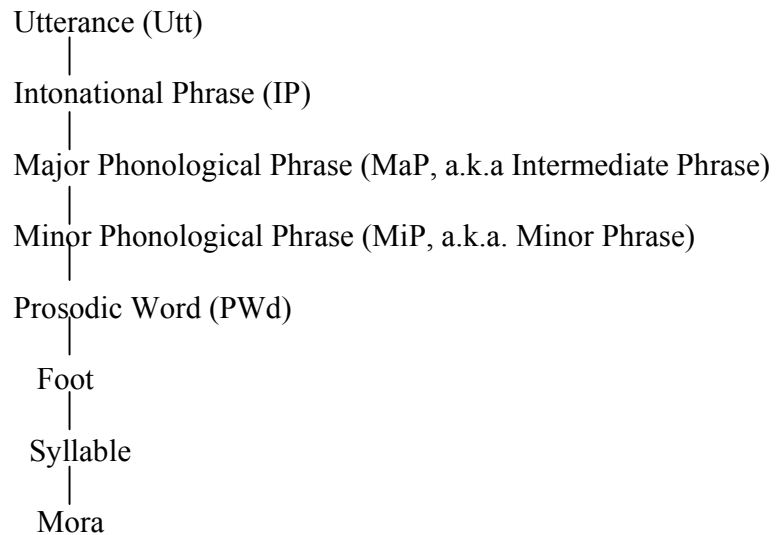 Utterance (Utt)
Intonational Phrase (IP)
Major Phonological Phrase (MaP, a.k.a Intermediate Phrase)
Minor Phonological Phrase (MiP, a.k.a. Minor Phrase)
Prosodic Word (PWd)
Foot
Syllable
Mora